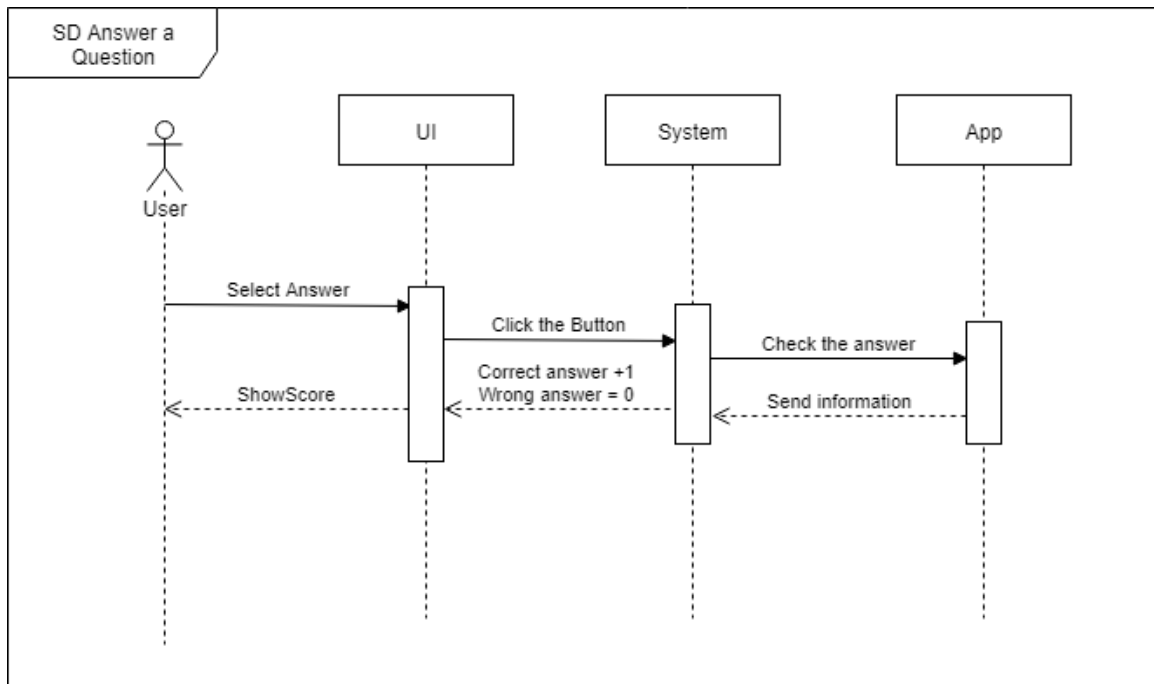 SD Answer a
Question
UI
System
App
User
Select Answer
Click the Button
Check the answer
Correct answer +1
Wrong answer = 0
ShowScore
Send information